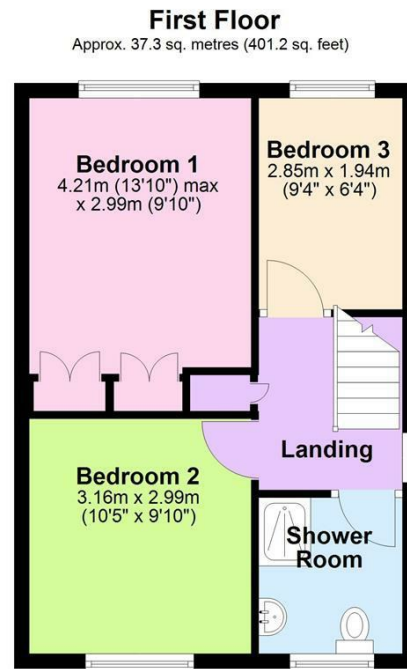 First Floor
Approx. 37.3 sq. metres (401.2 sq. feet)
Bedroom 1
4.21m (13'10") max
x 2.99m (9'10")
Bedroom 3
2.85m x 1.94m
(9'4" x 6'4")
Landing
Bedroom 2
3.16m x 2.99m
(10'5" x 9'10")
Shower
Room